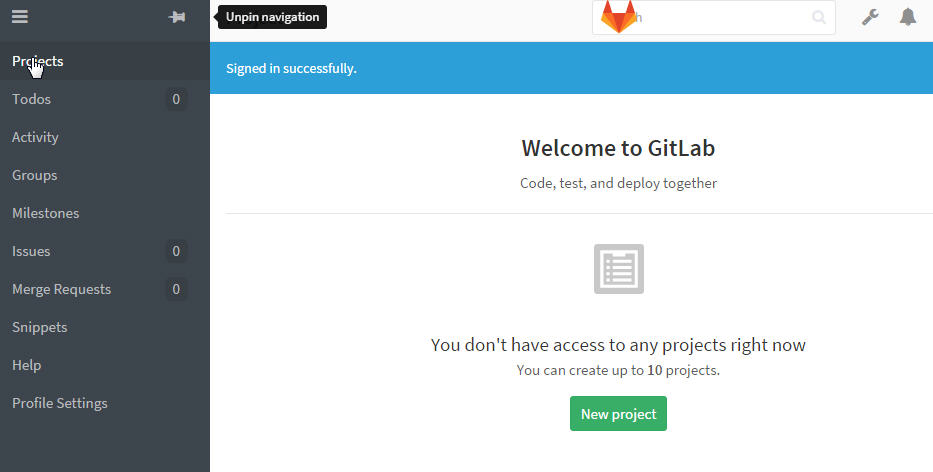 Unpin navigation
Projects
Todos 0
Activity
Groups
Milestones
Issues 0
Merge Requests 0
Snippets
Help
Profile Settings
Signed in successfully.
Welcome to GitLab
Code, test, and deploy together
You don't have access to any projects right now
You can create up to 10 projects.
New project